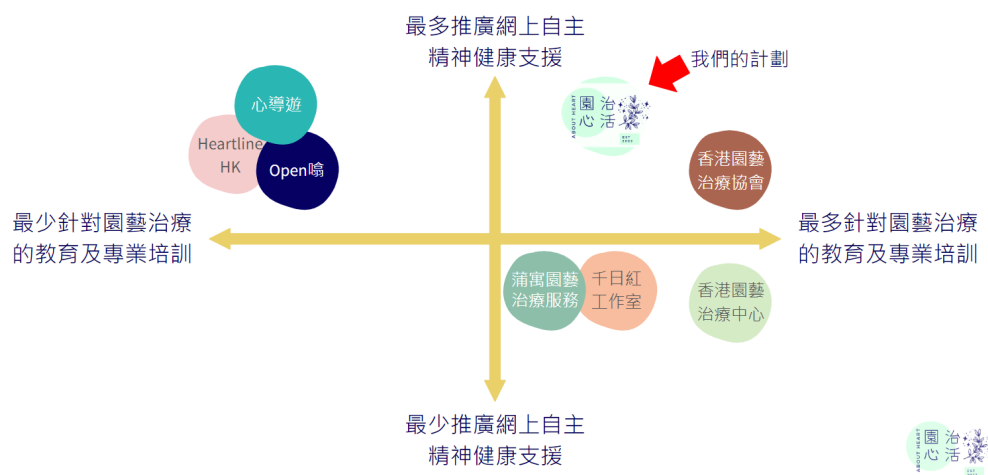 最多推廣網上自主
精神健康支援
我們的計劃
ABOUT HEART
園治
心活
心導遊
Heartline
HK
Open噏
香港園藝
治療協會
最少針對園藝治療
的教育及專業培訓
最多針對園藝治療
的教育及專業培訓
蒲寓園藝
治療服務
千日紅
工作室
香港園藝
治療中心
最少推廣網上自主
精神健康支援
ABOUT HEART
園治
心活